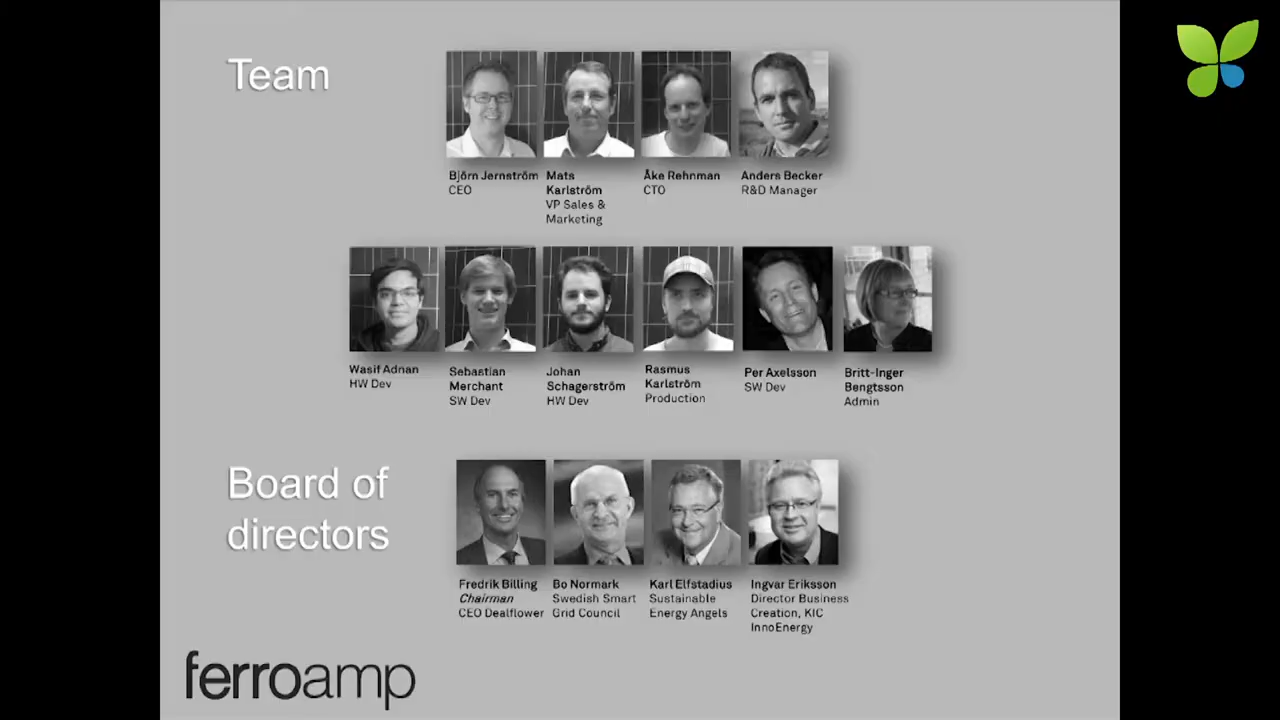 Team
Björn Jernström
CEO
Mats
Karlström
VP Sales &
Marketing
Åke Rehnman
CTO
Anders Becker
R&D Manager
Wasif Adnan
HW Dev
Sebastian
Merchant
SW Dev
Johan
Schagerström
HW Dev
Rasmus
Karlström
Production
Per Axelsson
SW Dev
Britt-Inger
Bengtsson
Admin
Board of
directors
Fredrik Billing
Chairman
CEO Dealflower
Bo Normark
Swedish Smart
Grid Council
Karl Elfstadius
Sustainable
Energy Angels
Ingvar Eriksson
Director Business
Creation, KIC
InnoEnergy
ferroamp